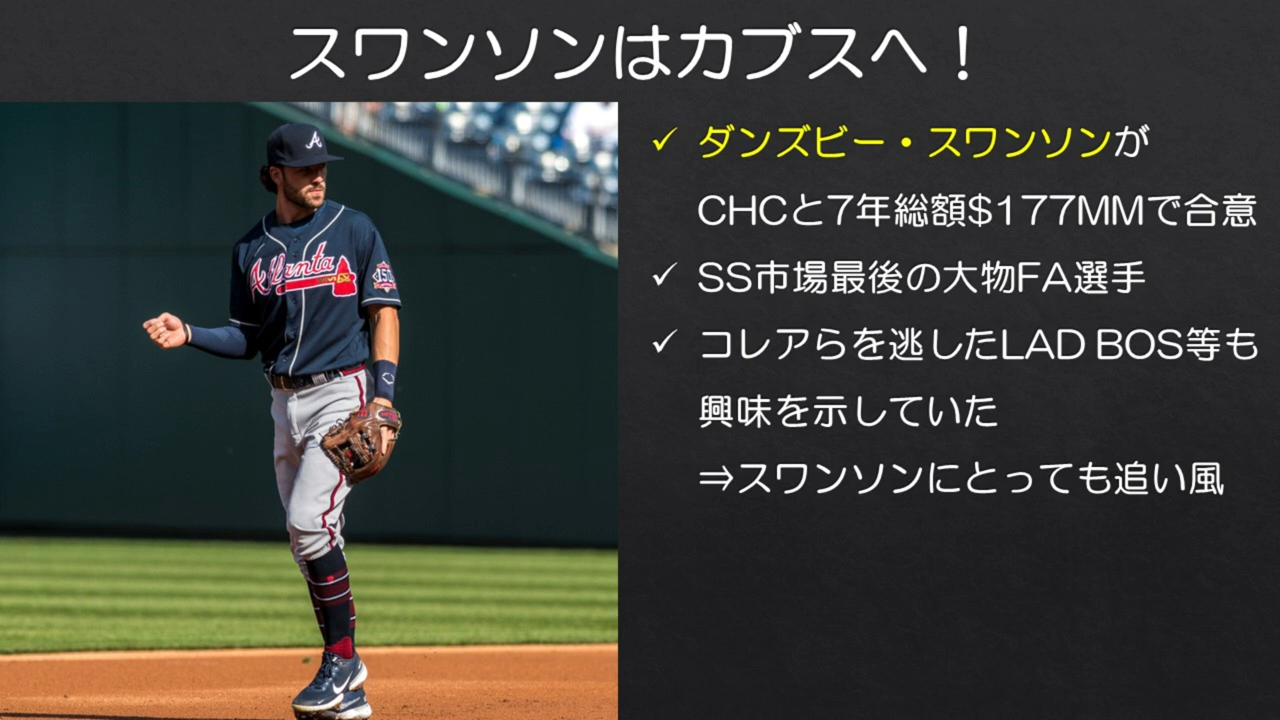 スワンソンはカブスへ！
✓ ダンズビー・スワンソンが
CHCと7年総額$177MMで合意
✓ SS市場最後の大物FA選手
✓ コレアらを逃したLAD BOS等も
興味を示していた
⇒スワンソンにとっても追い風
A
Atlanta
150